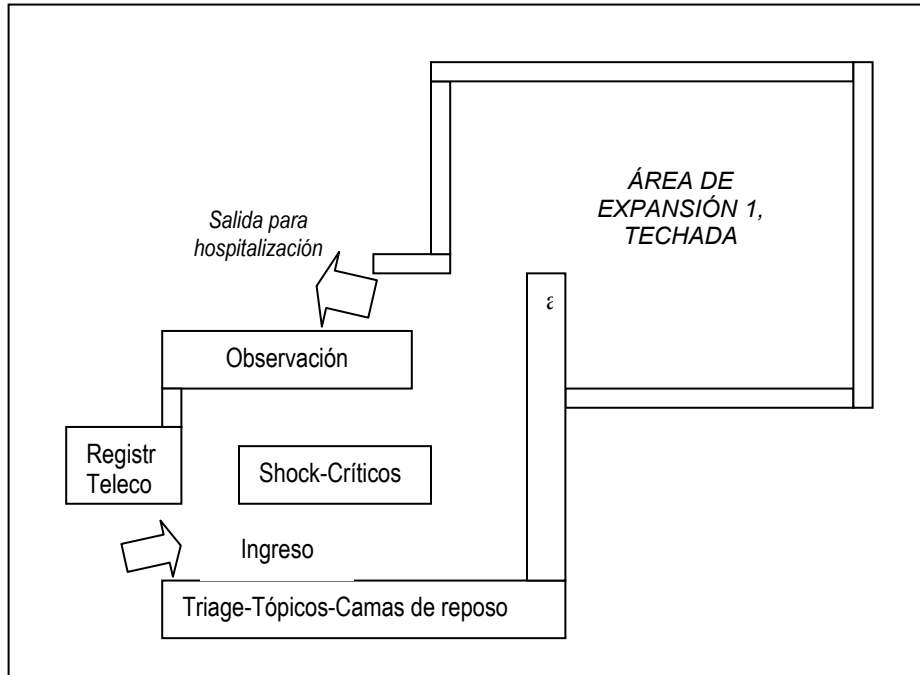 ÁREA DE
EXPANSIÓN 1,
TECHADA
Salida para
hospitalización
Observación
Registr
Teleco
Shock-Críticos
Ingreso
Triage-Tópicos-Camas de reposo